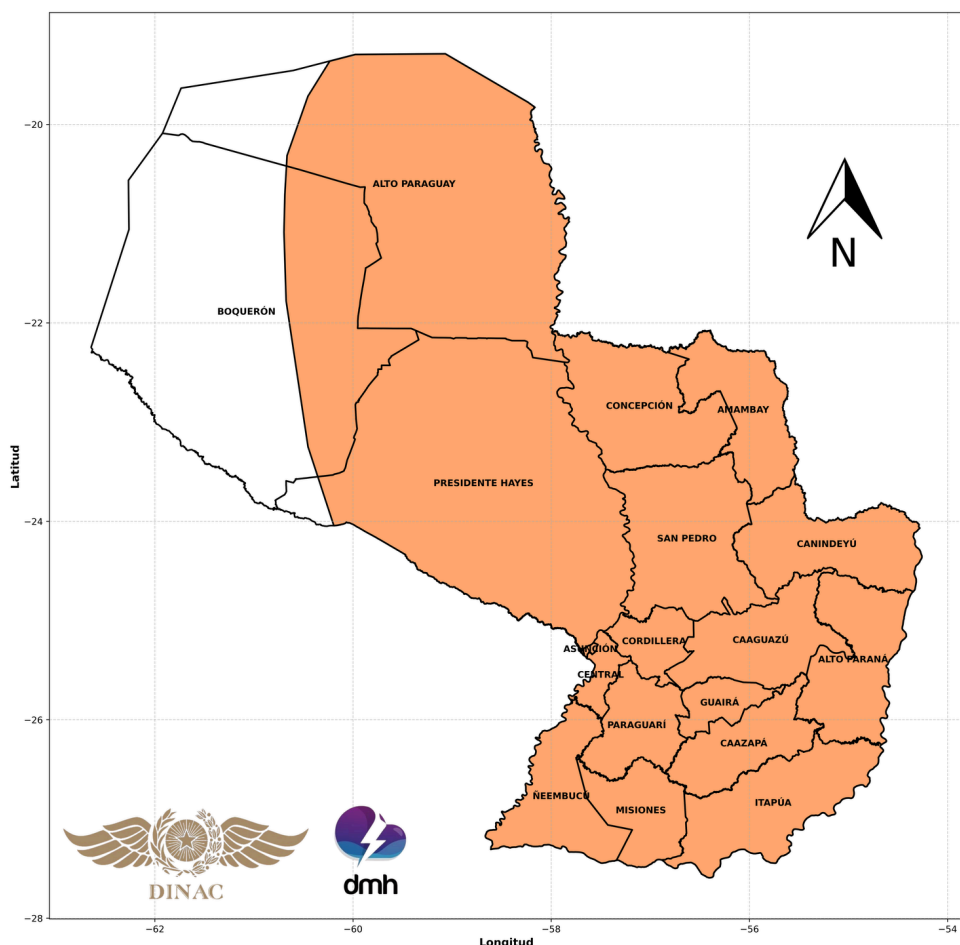 −20
ALTO PARAGUAY
N
−22
BOQUERÓN
CONCEPCIÓN
AMAMBAY
Latitud
PRESIDENTE HAYES
−24
SAN PEDRO
CANINDEYÚ
ASUNCIÓN
CORDILLERA
CAAGUAZÚ
ALTO PARANÁ
CENTRAL
GUAIRÁ
−26
PARAGUARÍ
CAAZAPÁ
ÑEEMBUCÚ
MISIONES
ITAPÚA
DINAC
dmh
−28
−62
−60
−58
−56
−54
Longitud